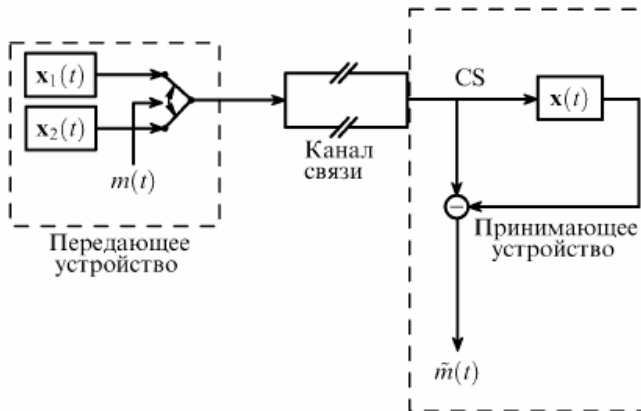 x₁(t)
x₂(t)
m(t)
Передающее
устройство
Канал
связи
CS
x(t)
−
Принимающее
устройство
m̃(t)